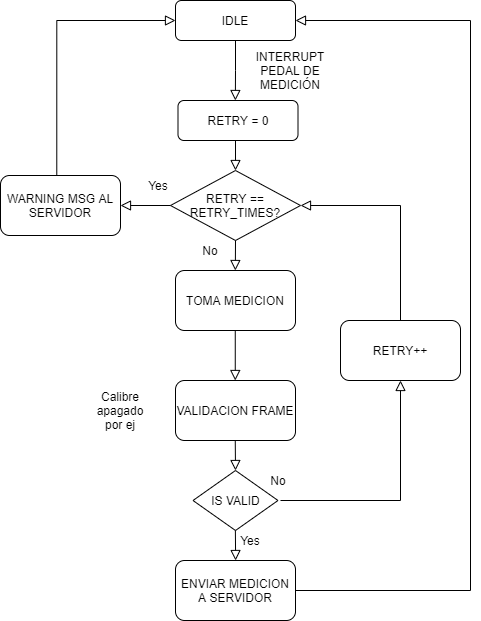 IDLE
INTERRUPT
PEDAL DE
MEDICIÓN
RETRY = 0
RETRY ==
RETRY_TIMES?
Yes
WARNING MSG AL
SERVIDOR
No
TOMA MEDICION
RETRY++
VALIDACION FRAME
Calibre
apagado
por ej
IS VALID
No
Yes
ENVIAR MEDICION
A SERVIDOR